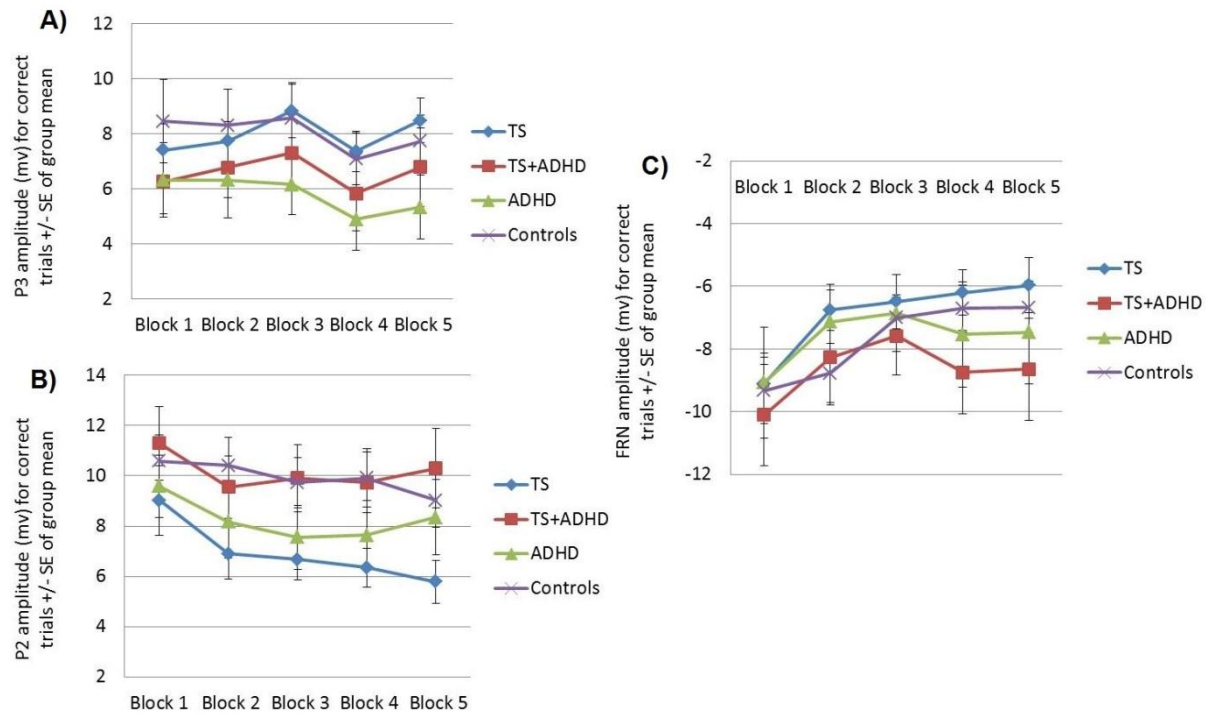 A)
P3 amplitude (mv) for correct
trials +/- SE of group mean
12
10
8
6
4
2
Block 1 Block 2 Block 3 Block 4 Block 5
TS
TS+ADHD
ADHD
Controls
B)
P2 amplitude (mv) for correct
trials +/- SE of group mean
14
12
10
8
6
4
2
Block 1 Block 2 Block 3 Block 4 Block 5
TS
TS+ADHD
ADHD
Controls
C)
FRN amplitude (mv) for correct
trials +/- SE of group mean
-2
-4
-6
-8
-10
-12
Block 1 Block 2 Block 3 Block 4 Block 5
TS
TS+ADHD
ADHD
Controls